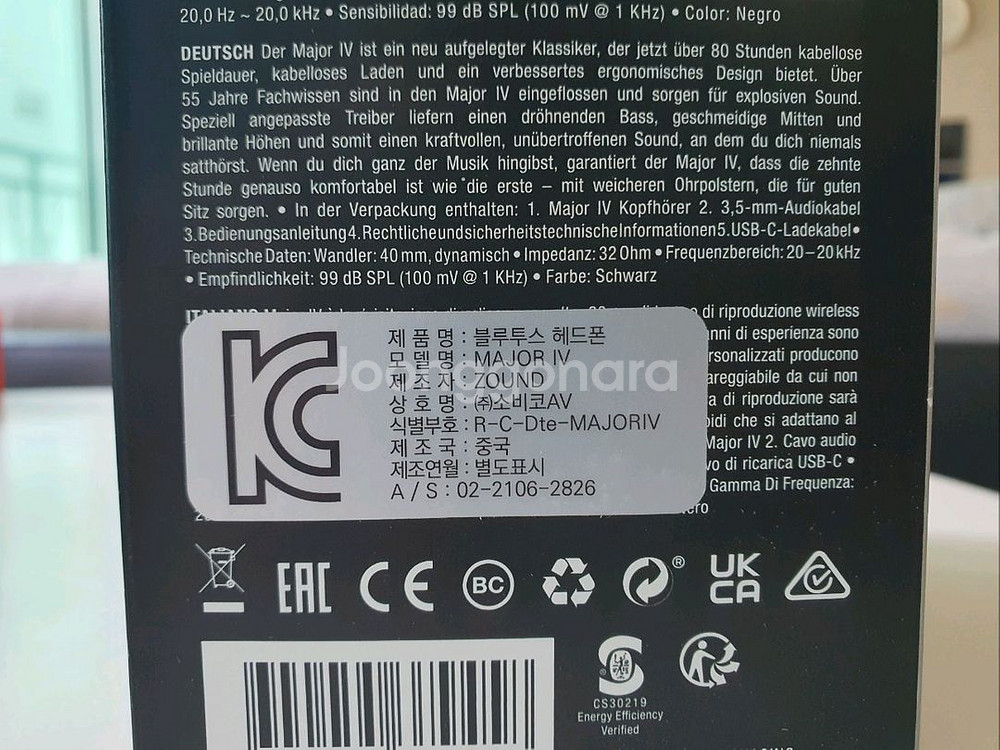 20,0 Hz ~ 20,0 kHz • Sensibilidad: 99 dB SPL (100 mV @ 1 KHz) • Color: Negro
DEUTSCH Der Major IV ist ein neu aufgelegter Klassiker, der jetzt über 80 Stunden kabellose
Spieldauer, kabelloses Laden und ein verbessertes ergonomisches Design bietet. Über
55 Jahre Fachwissen sind in den Major IV eingeflossen und sorgen für explosiven Sound.
Speziell angepasste Treiber liefern einen dröhnenden Bass, geschmeidige Mitten und
brillante Höhen und somit einen kraftvollen, unübertroffenen Sound, an dem du dich niemals
satthörst. Wenn du dich ganz der Musik hingibst, garantiert der Major IV, dass die zehnte
Stunde genauso komfortabel ist wie die erste – mit weicheren Ohrpolstern, die für guten
Sitz sorgen. • In der Verpackung enthalten: 1. Major IV Kopfhörer 2. 3,5-mm-Audiokabel
3.Bedienungsanleitung4.RechtlicheundsicherheitstechnischeInformationen5.USB-C-Ladekabel•
Technische Daten: Wandler: 40 mm, dynamisch • Impedanz: 32 Ohm • Frequenzbereich: 20–20 kHz
• Empfindlichkeit: 99 dB SPL (100 mV @ 1 KHz) • Farbe: Schwarz
ITALIANO di riproduzione wireless
anni di esperienza sono
personalizzati producono
areggiabile da cui non
a di riproduzione sarà
oidi che si adattano al
Major IV 2. Cavo audio
vo di ricarica USB-C •
Gamma Di Frequenza:
ero
KC
제 품 명 : 블루투스 헤드폰
모 델 명 : MAJOR IV
제 조 자 : ZOUND
상 호 명 : ㈜소비코AV
식별부호 : R-C-Dte-MAJORIV
제 조 국 : 중국
제조연월 : 별도표시
A / S : 02-2106-2826
Joonggonara
EAC CE BC ® UK
CA
CS30219
Energy Efficiency
Verified